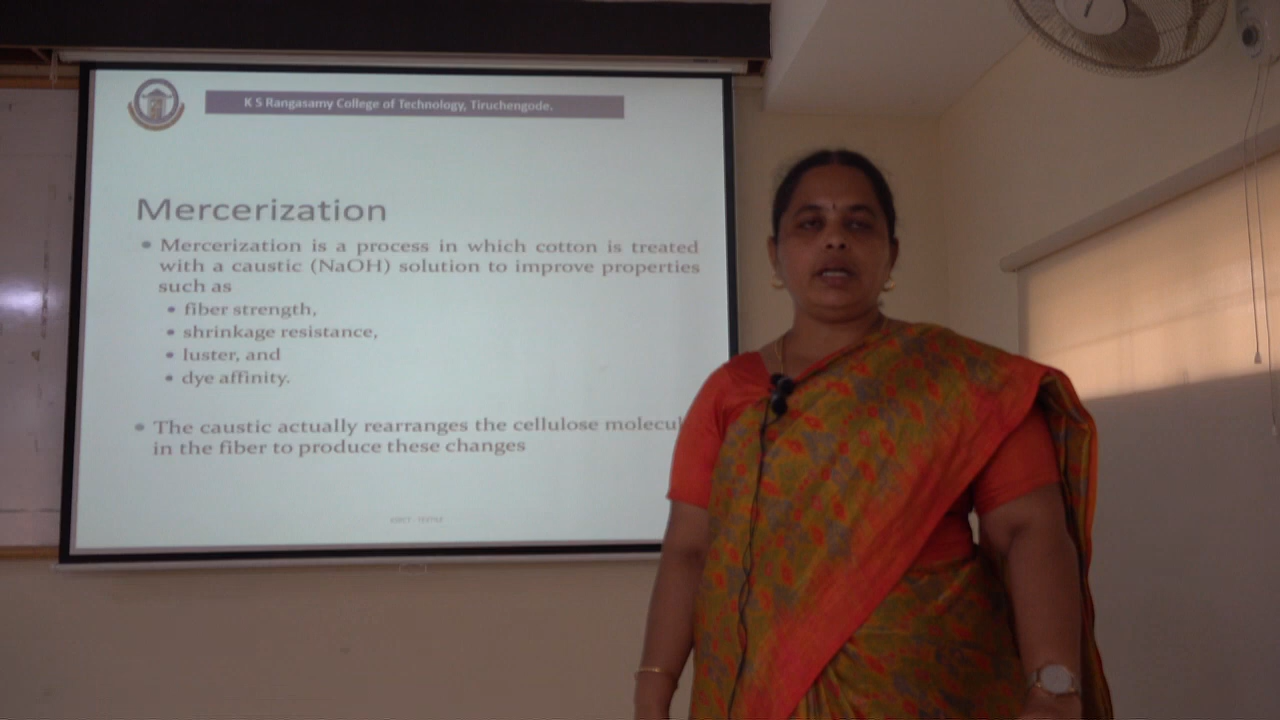 K S Rangasamy College of Technology, Tiruchengode.
Mercerization
• Mercerization is a process in which cotton is treated
with a caustic (NaOH) solution to improve properties
such as
• fiber strength,
• shrinkage resistance,
• luster, and
• dye affinity.
• The caustic actually rearranges the cellulose molecul
in the fiber to produce these changes